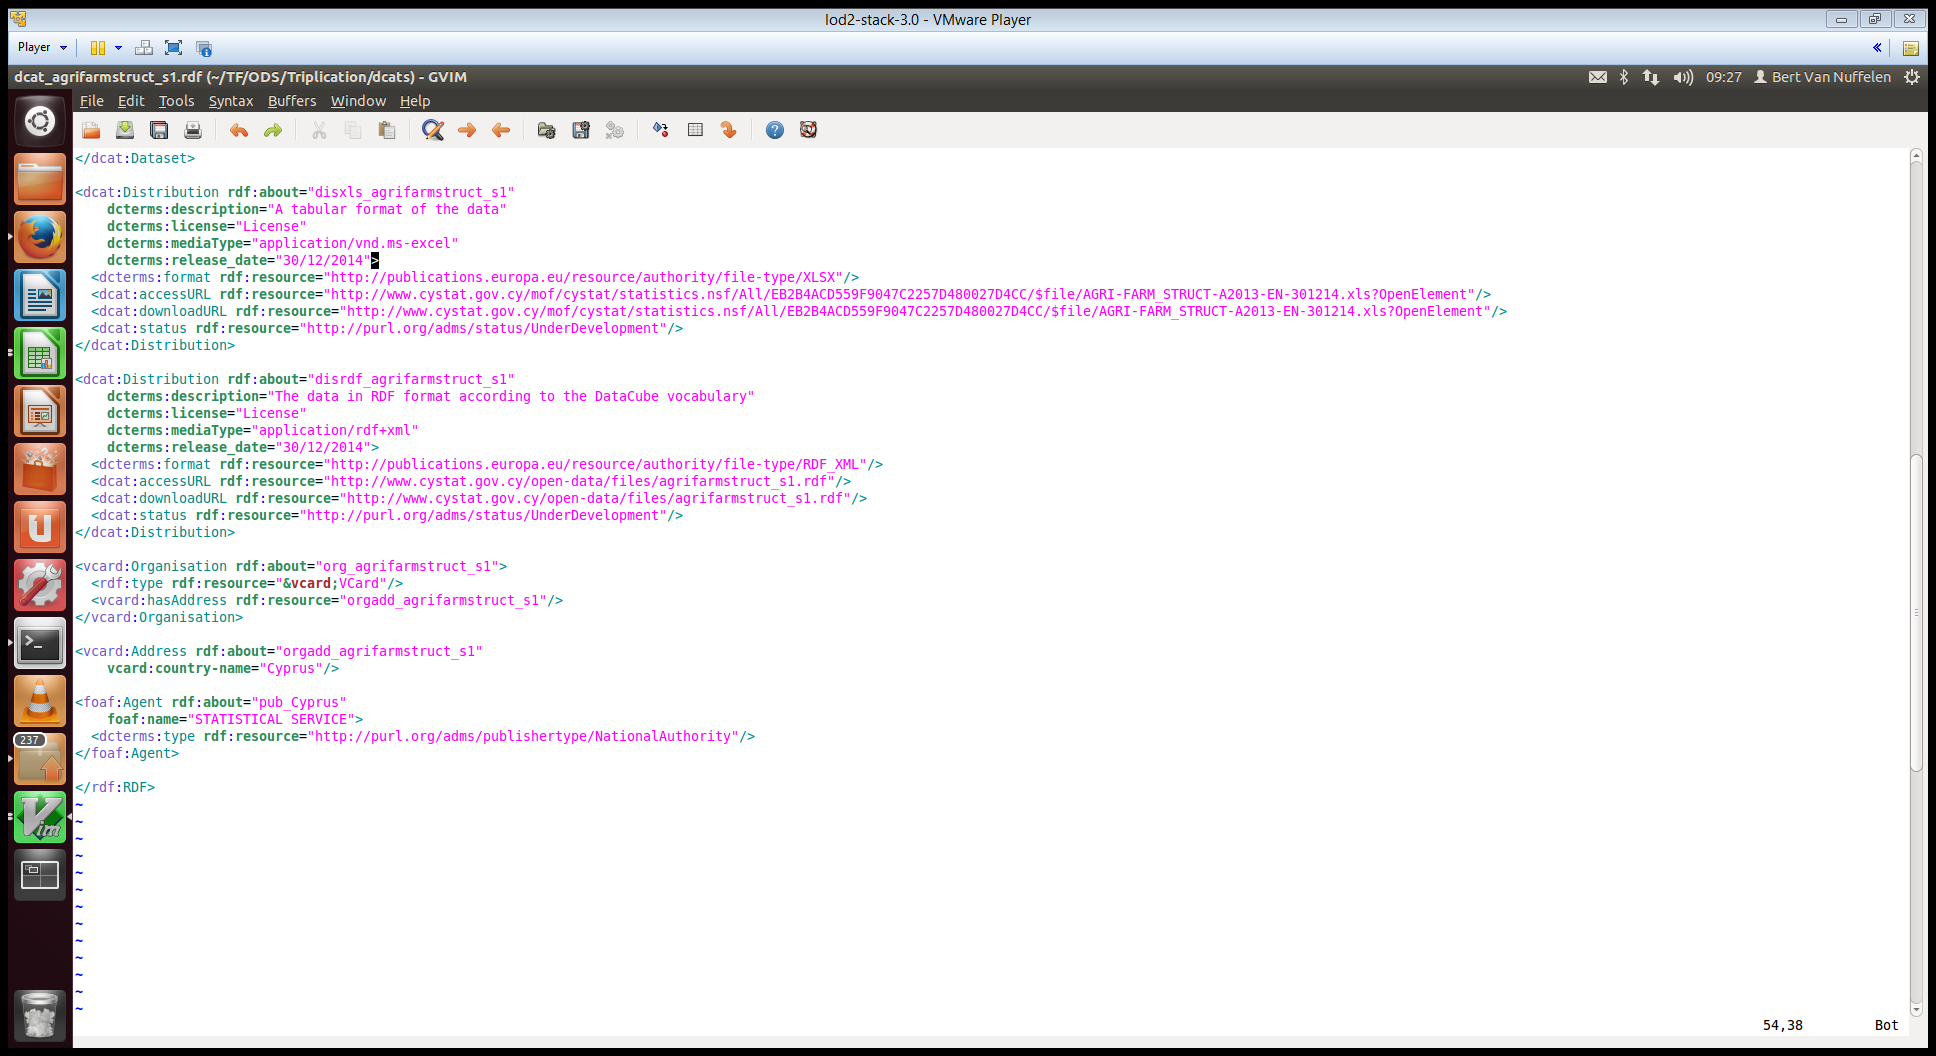 lod2-stack-3.0 - VMware Player
Player
dcat_agrifarmstruct_s1.rdf (~/TF/ODS/Triplication/dcats) - GVIM
09:27 Bert Van Nuffelen
File Edit Tools Syntax Buffers Window Help
</dcat:Dataset>
<dcat:Distribution rdf:about="disxls_agrifarmstruct_s1"
dcterms:description="A tabular format of the data"
dcterms:license="License"
dcterms:mediaType="application/vnd.ms-excel"
dcterms:release_date="30/12/2014">
<dcterms:format rdf:resource="http://publications.europa.eu/resource/authority/file-type/XLSX"/>
<dcat:accessURL rdf:resource="http://www.cystat.gov.cy/mof/cystat/statistics.nsf/All/EB2B4ACD559F9047C2257D480027D4CC/$file/AGRI-FARM_STRUCT-A2013-EN-301214.xls?OpenElement"/>
<dcat:downloadURL rdf:resource="http://www.cystat.gov.cy/mof/cystat/statistics.nsf/All/EB2B4ACD559F9047C2257D480027D4CC/$file/AGRI-FARM_STRUCT-A2013-EN-301214.xls?OpenElement"/>
<dcat:status rdf:resource="http://purl.org/adms/status/UnderDevelopment"/>
</dcat:Distribution>
<dcat:Distribution rdf:about="disrdf_agrifarmstruct_s1"
dcterms:description="The data in RDF format according to the DataCube vocabulary"
dcterms:license="License"
dcterms:mediaType="application/rdf+xml"
dcterms:release_date="30/12/2014">
<dcterms:format rdf:resource="http://publications.europa.eu/resource/authority/file-type/RDF_XML"/>
<dcat:accessURL rdf:resource="http://www.cystat.gov.cy/open-data/files/agrifarmstruct_s1.rdf"/>
<dcat:downloadURL rdf:resource="http://www.cystat.gov.cy/open-data/files/agrifarmstruct_s1.rdf"/>
<dcat:status rdf:resource="http://purl.org/adms/status/UnderDevelopment"/>
</dcat:Distribution>
<vcard:Organisation rdf:about="org_agrifarmstruct_s1">
<rdf:type rdf:resource="&vcard;VCard"/>
<vcard:hasAddress rdf:resource="orgadd_agrifarmstruct_s1"/>
</vcard:Organisation>
<vcard:Address rdf:about="orgadd_agrifarmstruct_s1"
vcard:country-name="Cyprus"/>
<foaf:Agent rdf:about="pub_Cyprus"
foaf:name="STATISTICAL SERVICE">
<dcterms:type rdf:resource="http://purl.org/adms/publishertype/NationalAuthority"/>
</foaf:Agent>
</rdf:RDF>
~
~
~
~
~
~
~
~
~
~
~
~
~
237
Vim
54,38 Bot